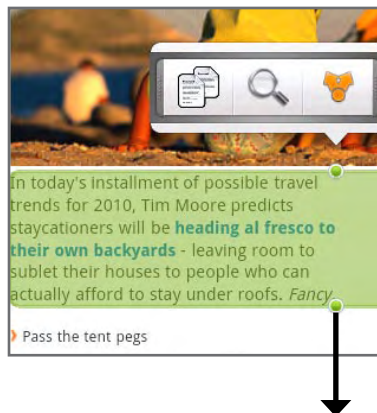 In today's installment of possible travel
trends for 2010, Tim Moore predicts
staycationers will be heading al fresco to
their own backyards - leaving room to
sublet their houses to people who can
actually afford to stay under roofs. Fancy
Pass the tent pegs